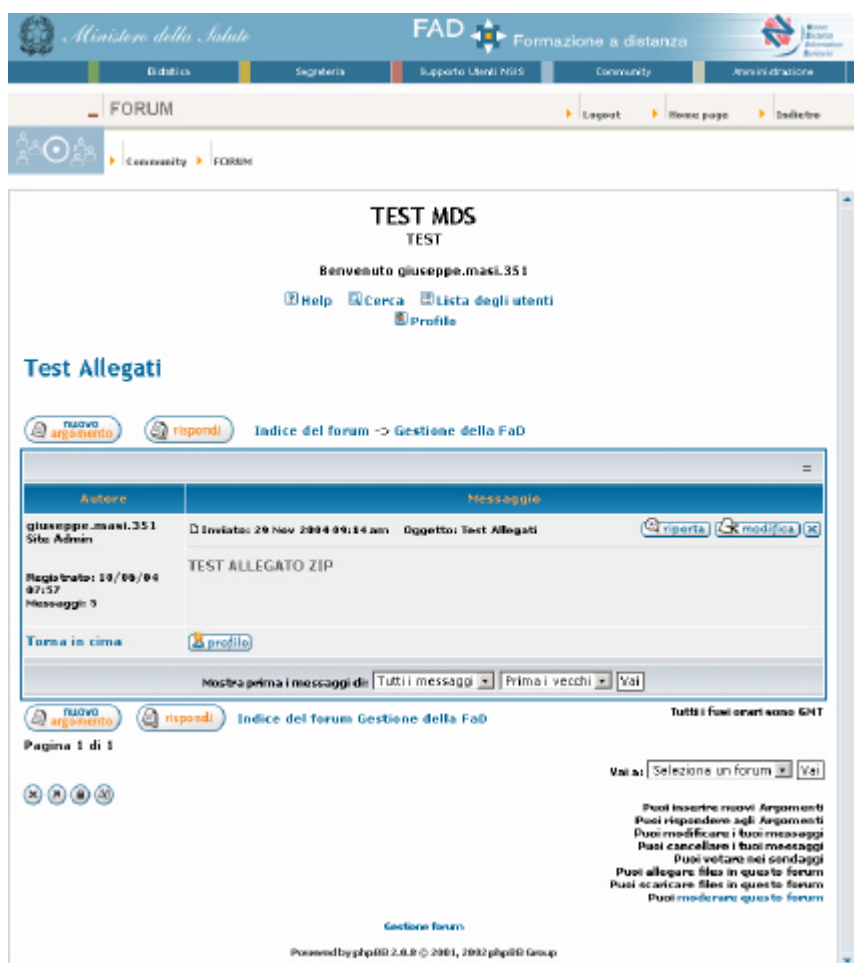 Ministero della Salute
FAD Formazione a distanza
Nuovo Sistema Informativo Sanitario
Didattica Segreteria Supporto Utenti NSIS Community Amministrazione
FORUM Logout Home page Indietro
Community FORUM
TEST MDS
TEST
Benvenuto giuseppe.masi.351
Help Cerca Lista degli utenti
Profilo
Test Allegati
nuovo argomento rispondi Indice del forum -> Gestione della FaD
=
Autore Messaggio
giuseppe.masi.351
Site Admin
Inviato: 29 Nov 2004 09:14 am Oggetto: Test Allegati riporta modifica
TEST ALLEGATO ZIP
Registrato: 10/06/04
07:57
Messaggi: 5
Torna in cima profilo
Mostra prima i messaggi di: Tutti i messaggi Prima i vecchi Vai
nuovo argomento rispondi Indice del forum Gestione della FaD Tutti i fusi orari sono GMT
Pagina 1 di 1
Vai a: Seleziona un forum Vai
Puoi inserire nuovi Argomenti
Puoi rispondere agli Argomenti
Puoi modificare i tuoi messaggi
Puoi cancellare i tuoi messaggi
Puoi votare nei sondaggi
Puoi allegare files in questo forum
Puoi scaricare files in questo forum
Puoi moderare questo forum
Gestione forum
Powered by phpBB 2.0.8 © 2001, 2002 phpBB Group